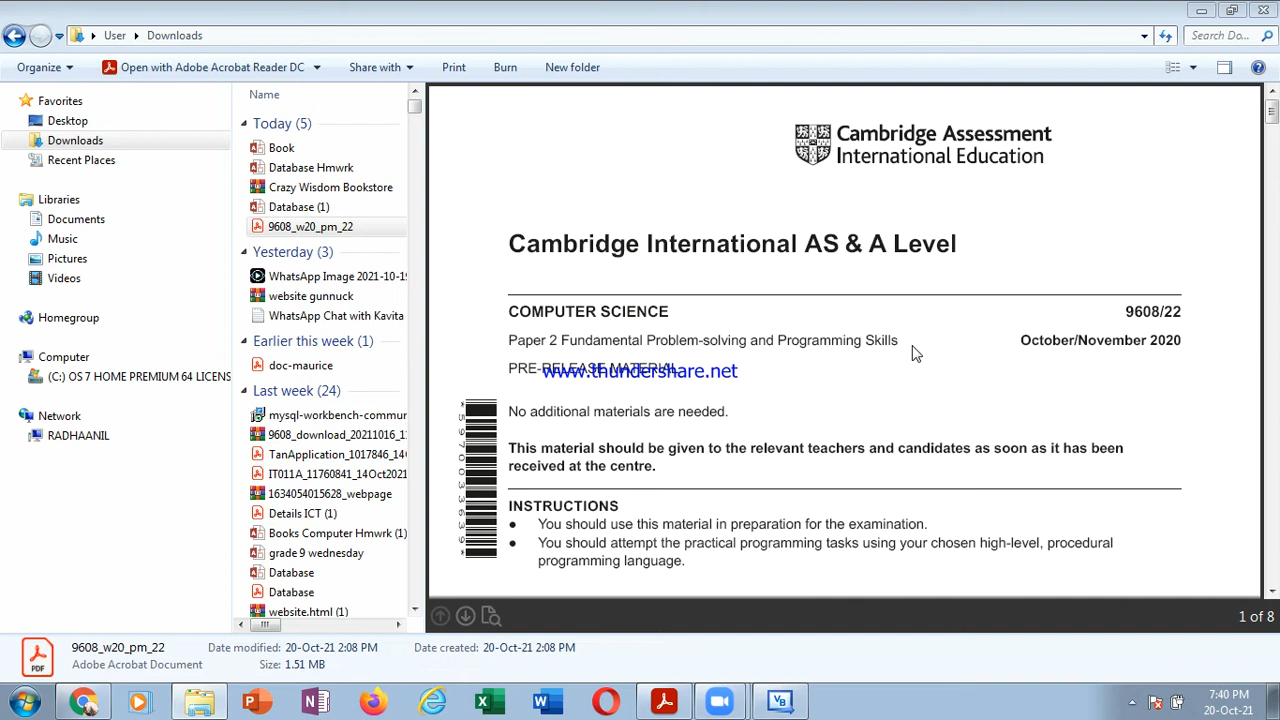 User
Downloads
Search Do...
Organize
Open with Adobe Acrobat Reader DC
Share with
Print
Burn
New folder
Favorites
Desktop
Downloads
Recent Places
Libraries
Documents
Music
Pictures
Videos
Homegroup
Computer
(C:) OS 7 HOME PREMIUM 64 LICENS
Network
RADHAANIL
Name
Today (5)
Book
Database Hmwrk
Crazy Wisdom Bookstore
Database (1)
9608_w20_pm_22
Yesterday (3)
WhatsApp Image 2021-10-19
website gunnuck
WhatsApp Chat with Kavita
Earlier this week (1)
doc-maurice
Last week (24)
mysql-workbench-commun
9608_download_20211016_1
TanApplication_1017846_14
IT011A_11760841_14Oct2021
1634054015628_webpage
Details ICT (1)
Books Computer Hmwrk (1)
grade 9 wednesday
Database
Database
website.html (1)
Cambridge Assessment
International Education
Cambridge International AS & A Level
COMPUTER SCIENCE 9608/22
Paper 2 Fundamental Problem-solving and Programming Skills October/November 2020
PRE-RELEASE MATERIAL
www.thundershare.net
No additional materials are needed.
This material should be given to the relevant teachers and candidates as soon as it has been
received at the centre.
INSTRUCTIONS
● You should use this material in preparation for the examination.
● You should attempt the practical programming tasks using your chosen high-level, procedural
programming language.
1 of 8
9608_w20_pm_22
Adobe Acrobat Document
Date modified: 20-Oct-21 2:08 PM
Size: 1.51 MB
Date created: 20-Oct-21 2:08 PM
PDF
7:40 PM
20-Oct-21